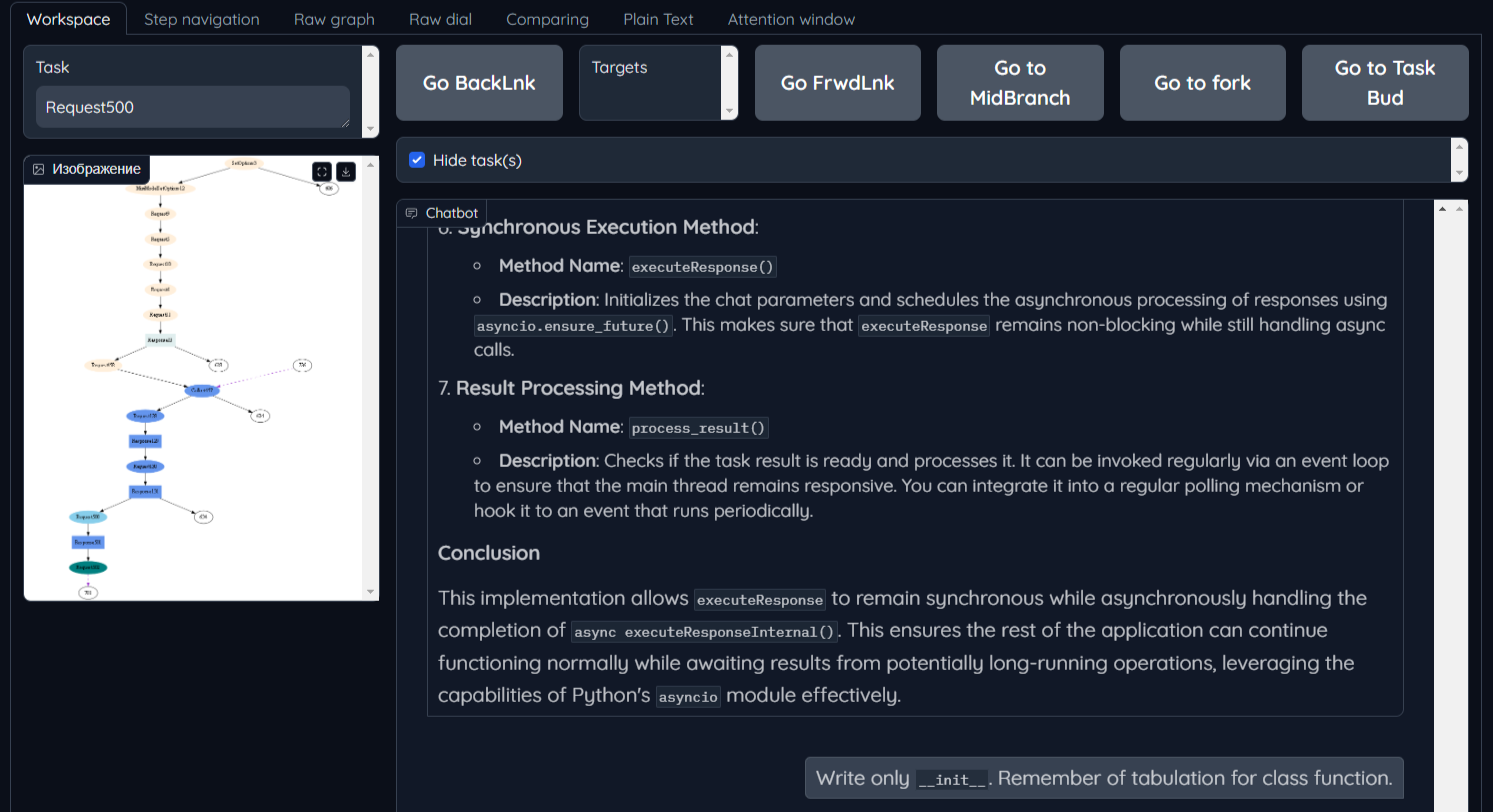 Workspace Step navigation Raw graph Raw dial Comparing Plain Text Attention window
Task
Request500
Go BackLnk
Targets
Go FrwdLnk
Go to
MidBranch
Go to fork
Go to Task
Bud
Изображение
Hide task(s)
Chatbot
6. Synchronous Execution Method:
Method Name: executeResponse()
Description: Initializes the chat parameters and schedules the asynchronous processing of responses using
asyncio.ensure_future(). This makes sure that executeResponse remains non-blocking while still handling async
calls.
7. Result Processing Method:
Method Name: process_result()
Description: Checks if the task result is ready and processes it. It can be invoked regularly via an event loop
to ensure that the main thread remains responsive. You can integrate it into a regular polling mechanism or
hook it to an event that runs periodically.
Conclusion
This implementation allows executeResponse to remain synchronous while asynchronously handling the
completion of async executeResponseInternal(). This ensures the rest of the application can continue
functioning normally while awaiting results from potentially long-running operations, leveraging the
capabilities of Python's asyncio module effectively.
Write only __init__. Remember of tabulation for class function.